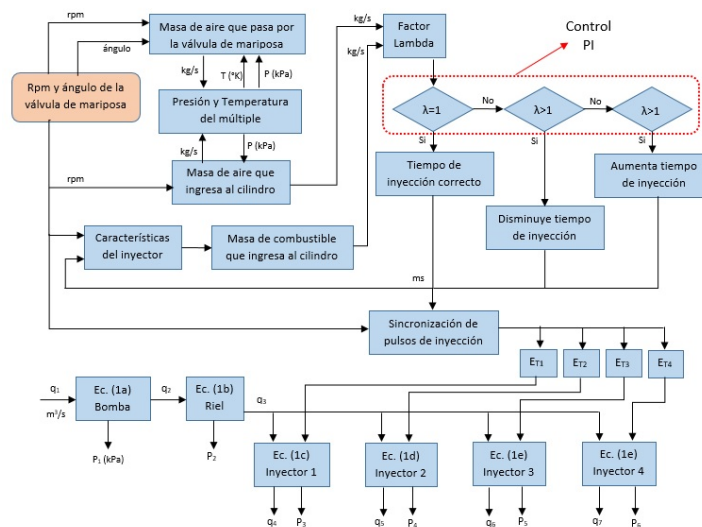 rpm
ángulo
Rpm y ángulo de la
válvula de mariposa
Masa de aire que pasa por
la válvula de mariposa
kg/s
T (°K)
P (kPa)
Presión y Temperatura
del múltiple
kg/s
P (kPa)
rpm
Masa de aire que
ingresa al cilindro
kg/s
kg/s
Factor
Lambda
Control
PI
λ=1
No
λ>1
No
λ>1
Si
Si
Si
Tiempo de
inyección correcto
Disminuye tiempo
de inyección
Aumenta tiempo
de inyección
Características
del inyector
Masa de combustible
que ingresa al cilindro
ms
Sincronización de
pulsos de inyección
ET1
ET2
ET3
ET4
q1
m³/s
Ec. (1a)
Bomba
q2
Ec. (1b)
Riel
q3
P1 (kPa)
P2
Ec. (1c)
Inyector 1
Ec. (1d)
Inyector 2
Ec. (1e)
Inyector 3
Ec. (1e)
Inyector 4
q4
P3
q5
P4
q6
P5
q7
P6